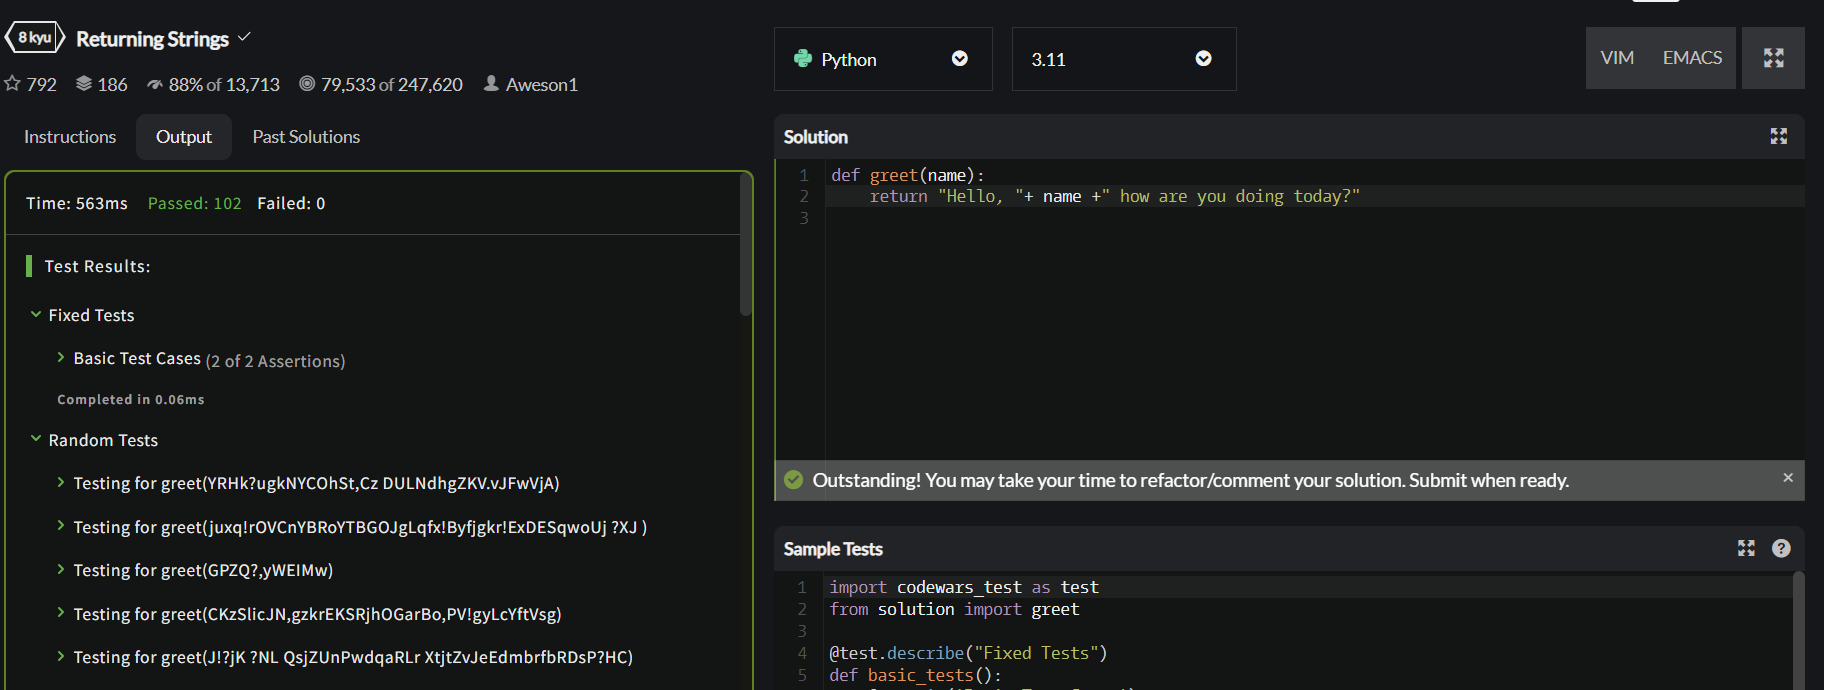 8 kyu Returning Strings
792 186 88% of 13,713 79,533 of 247,620 Aweson1
Instructions Output Past Solutions
Time: 563ms Passed: 102 Failed: 0
Test Results:
Fixed Tests
Basic Test Cases (2 of 2 Assertions)
Completed in 0.06ms
Random Tests
Testing for greet(YRHk?ugkNYCOhSt,Cz DULNdhgZKV.vJFwVjA)
Testing for greet(juxq!rOVCnYBRoYTBGOJgLqfx!Byfjgkr!ExDESqwoUj ?XJ )
Testing for greet(GPZQ?,yWEIMw)
Testing for greet(CKzSlicJN,gzkrEKSRjhOGarBo,PV!gyLcYftVsg)
Testing for greet(J!?jK ?NL QsjZUnPwdqaRLr XtjtZvJeEdmbrfbRDsP?HC)
Python 3.11 VIM EMACS
Solution
1 def greet(name):
2 return "Hello, "+ name +" how are you doing today?"
3
Outstanding! You may take your time to refactor/comment your solution. Submit when ready. ×
Sample Tests ?
1 import codewars_test as test
2 from solution import greet
3
4 @test.describe("Fixed Tests")
5 def basic_tests():